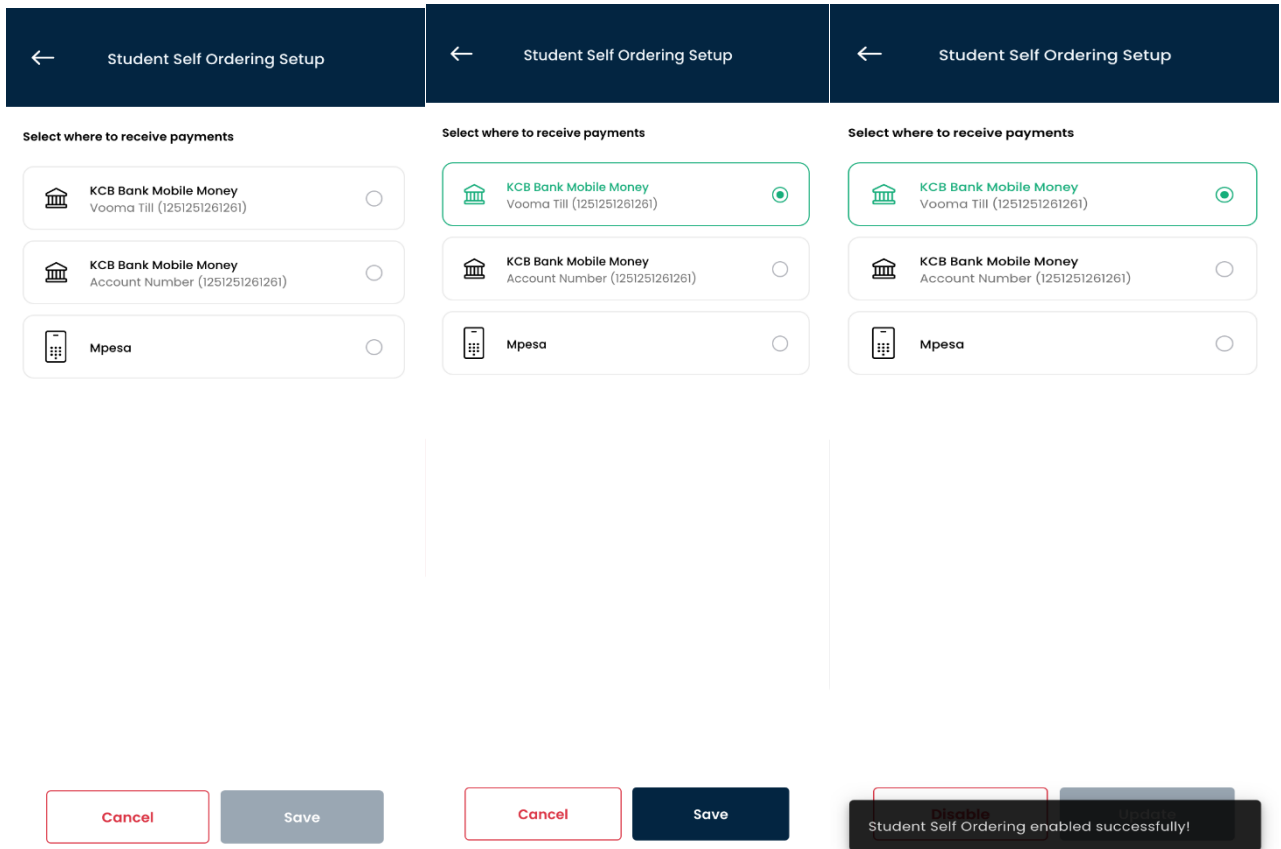 Student Self Ordering Setup
Select where to receive payments
KCB Bank Mobile Money
Vooma Till (1251251261261)
KCB Bank Mobile Money
Account Number (1251251261261)
Mpesa
Cancel
Save
Student Self Ordering Setup
Select where to receive payments
KCB Bank Mobile Money
Vooma Till (1251251261261)
KCB Bank Mobile Money
Account Number (1251251261261)
Mpesa
Cancel
Save
Student Self Ordering Setup
Select where to receive payments
KCB Bank Mobile Money
Vooma Till (1251251261261)
KCB Bank Mobile Money
Account Number (1251251261261)
Mpesa
Disable
Update
Student Self Ordering enabled successfully!